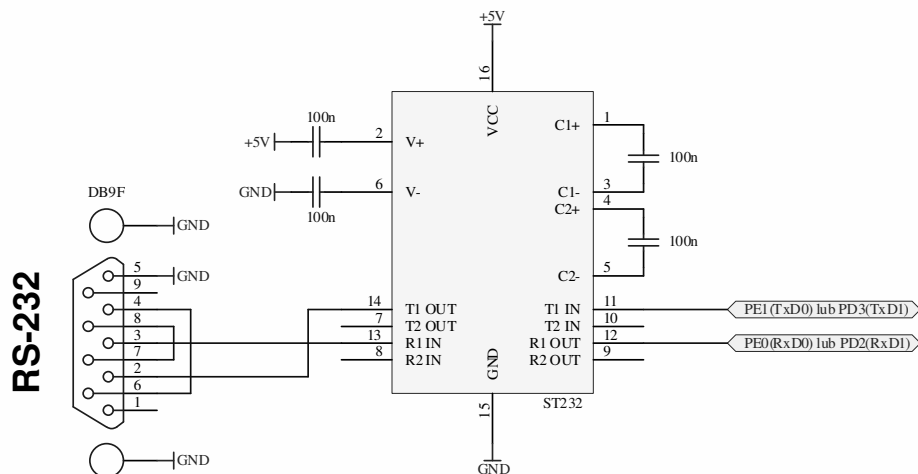 +5V
16
VCC
100n
+5V
2
V+
C1+
1
100n
GND
6
V-
100n
C1-
3
C2+
4
100n
C2-
5
DB9F
GND
RS-232
5
GND
9
4
8
3
7
2
6
1
14
T1 OUT
7
T2 OUT
13
R1 IN
8
R2 IN
T1 IN
11
PE1(TxD0) lub PD3(TxD1)
T2 IN
10
R1 OUT
12
PE0(RxD0) lub PD2(RxD1)
R2 OUT
9
GND
15
ST232
GND
GND